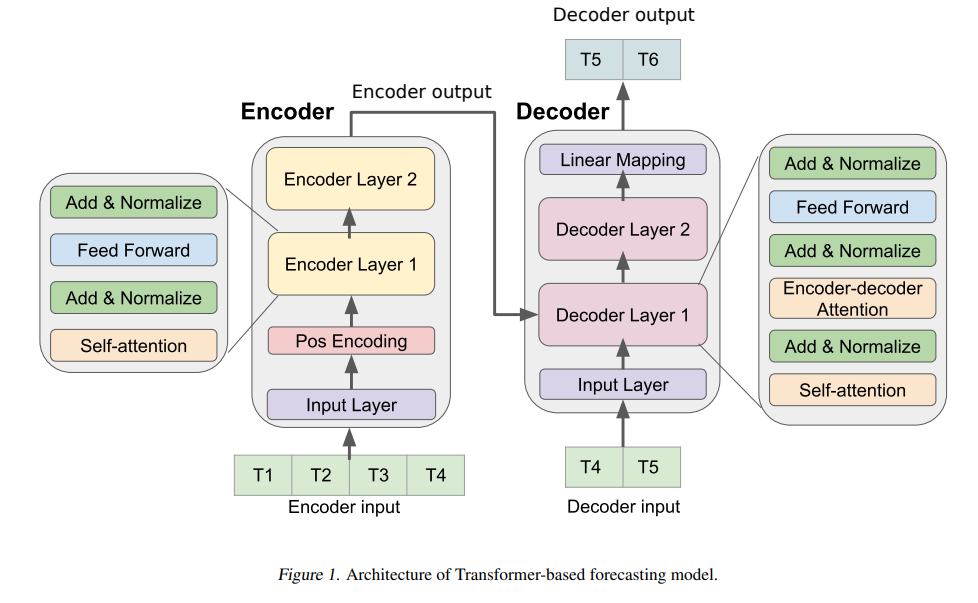 Decoder output
T5 T6
Encoder output
Encoder
Decoder
Add & Normalize
Feed Forward
Add & Normalize
Self-attention
Encoder Layer 2
Encoder Layer 1
Pos Encoding
Input Layer
T1 T2 T3 T4
Encoder input
Linear Mapping
Decoder Layer 2
Decoder Layer 1
Input Layer
T4 T5
Decoder input
Add & Normalize
Feed Forward
Add & Normalize
Encoder-decoder
Attention
Add & Normalize
Self-attention
Figure 1. Architecture of Transformer-based forecasting model.